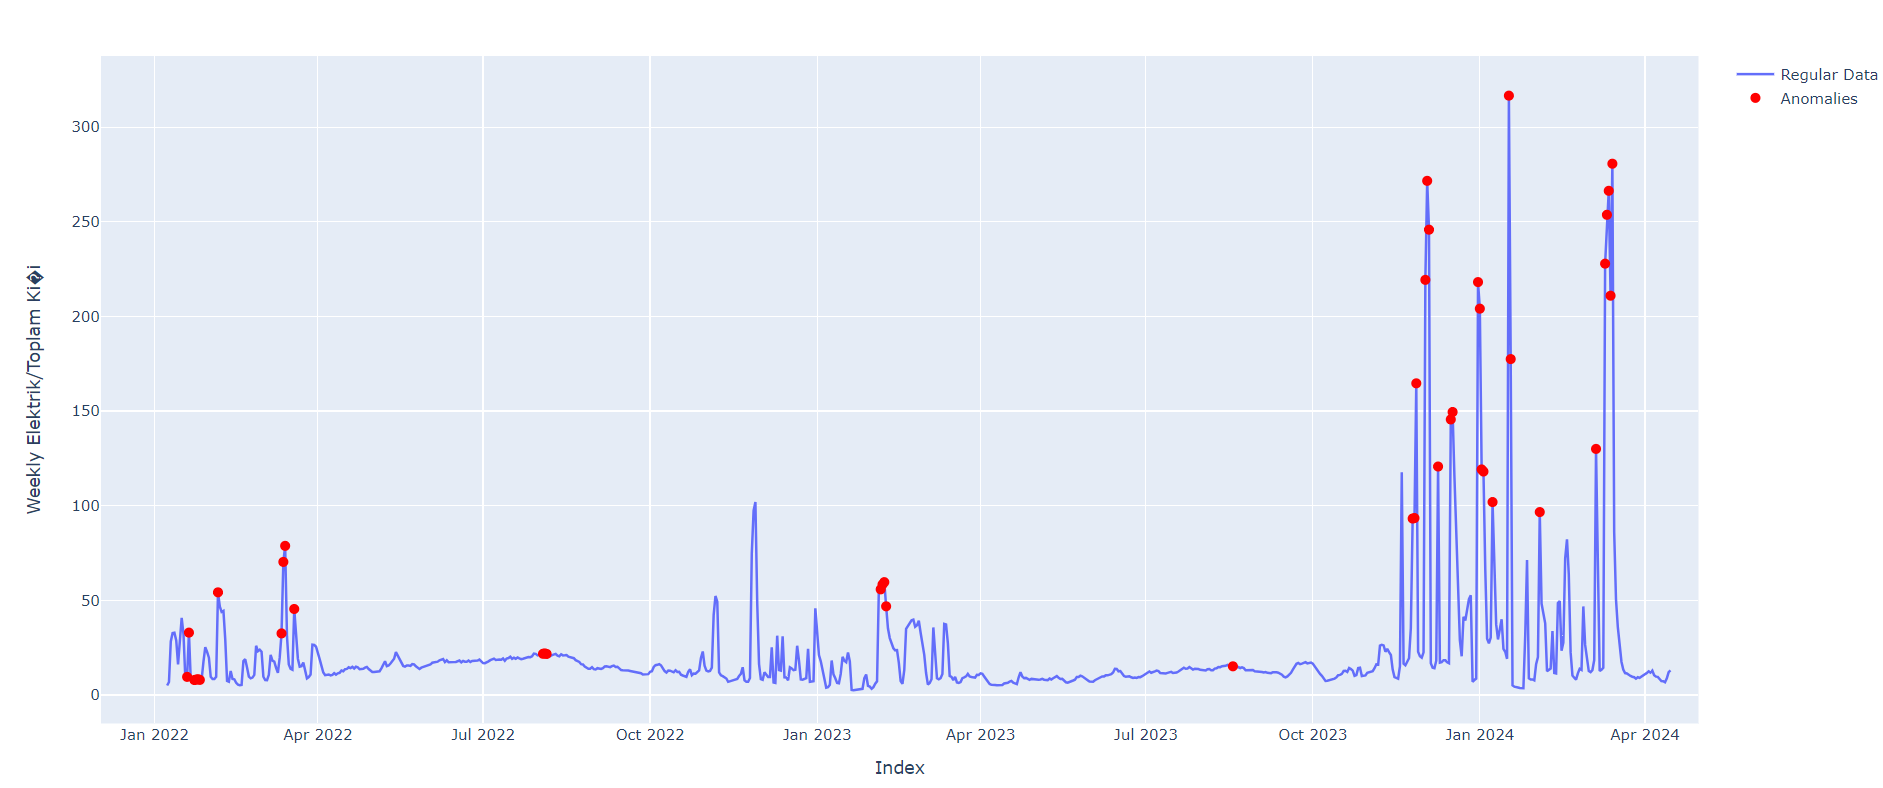 Regular Data
Anomalies
Weekly Elektrik/Toplam Ki�i
300
250
200
150
100
50
0
Jan 2022
Apr 2022
Jul 2022
Oct 2022
Jan 2023
Apr 2023
Jul 2023
Oct 2023
Jan 2024
Apr 2024
Index